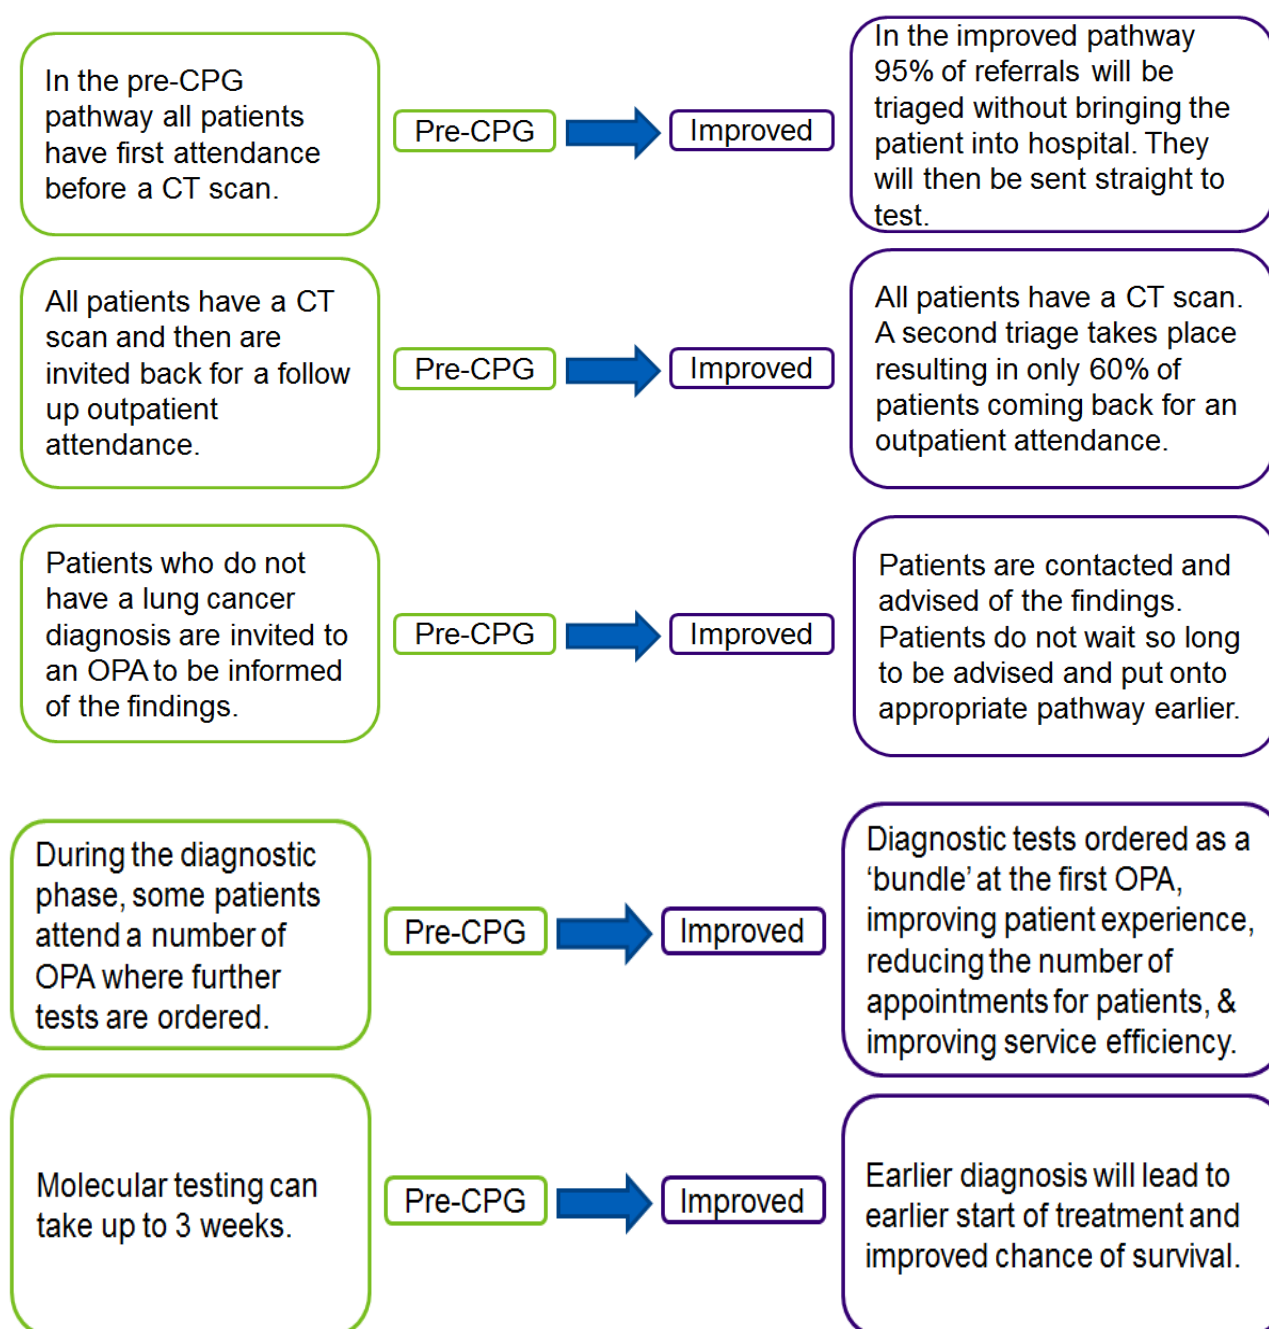 In the pre-CPG
pathway all patients
have first attendance
before a CT scan.
Pre-CPG
Improved
In the improved pathway
95% of referrals will be
triaged without bringing the
patient into hospital. They
will then be sent straight to
test.
All patients have a CT
scan and then are
invited back for a follow
up outpatient
attendance.
Pre-CPG
Improved
All patients have a CT scan.
A second triage takes place
resulting in only 60% of
patients coming back for an
outpatient attendance.
Patients who do not
have a lung cancer
diagnosis are invited to
an OPA to be informed
of the findings.
Pre-CPG
Improved
Patients are contacted and
advised of the findings.
Patients do not wait so long
to be advised and put onto
appropriate pathway earlier.
During the diagnostic
phase, some patients
attend a number of
OPA where further
tests are ordered.
Pre-CPG
Improved
Diagnostic tests ordered as a
‘bundle’ at the first OPA,
improving patient experience,
reducing the number of
appointments for patients, &
improving service efficiency.
Molecular testing can
take up to 3 weeks.
Pre-CPG
Improved
Earlier diagnosis will lead to
earlier start of treatment and
improved chance of survival.